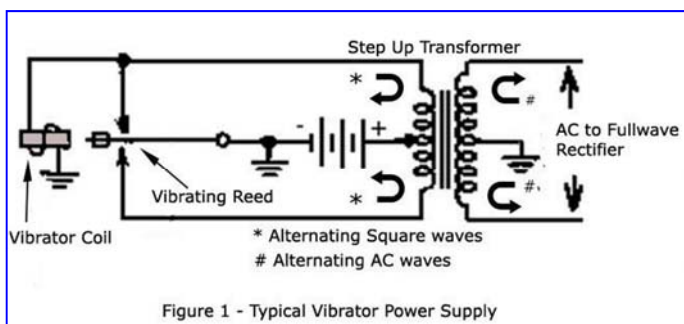 Step Up Transformer
*
#
- +
AC to Fullwave
Rectifier
Vibrating Reed
*
#
Vibrator Coil
* Alternating Square waves
# Alternating AC waves
Figure 1 - Typical Vibrator Power Supply